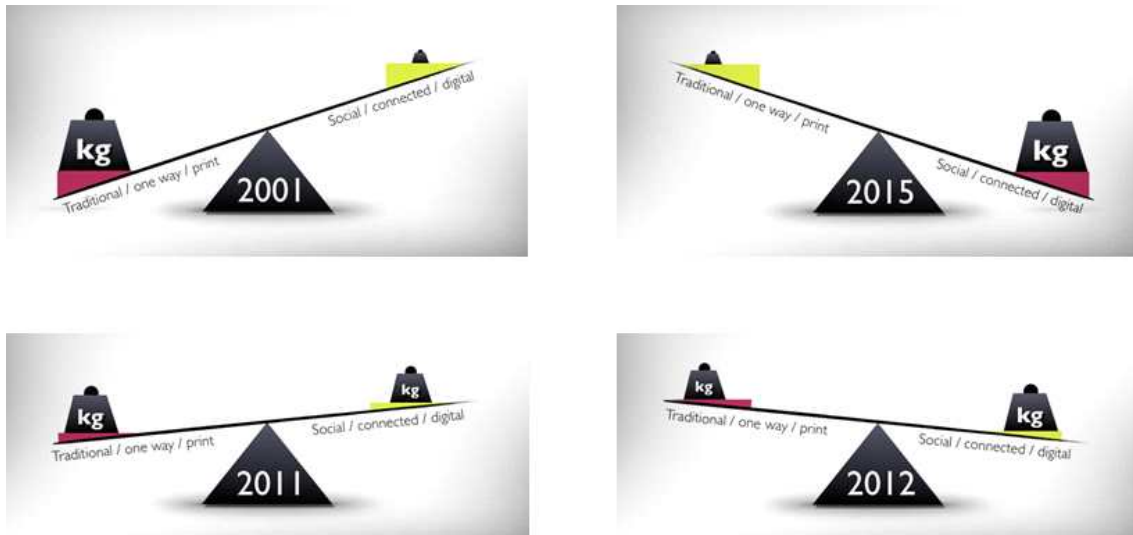 Social / connected / digital
kg
Traditional / one way / print
2001
Traditional / one way / print
kg
Social / connected / digital
2015
kg
kg
Traditional / one way / print
Social / connected / digital
2011
kg
kg
Traditional / one way / print
Social / connected / digital
2012